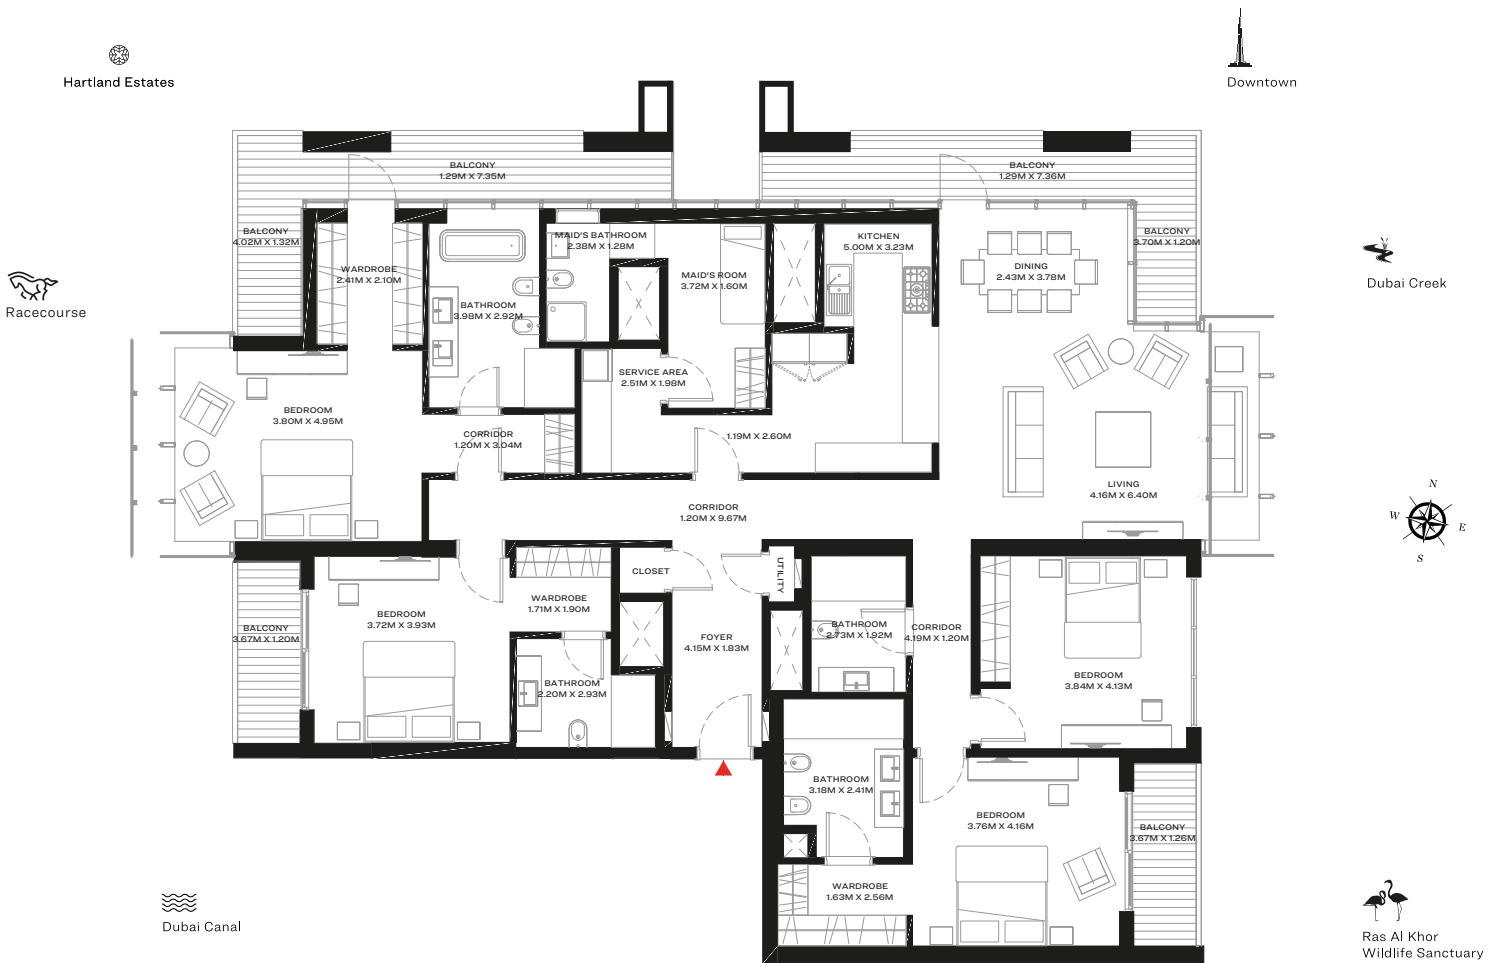 Hartland Estates
Downtown
BALCONY
1.29M X 7.35M
BALCONY
1.29M X 7.36M
BALCONY
4.02M X 1.32M
MAID'S BATHROOM
2.38M X 1.28M
KITCHEN
5.00M X 3.23M
BALCONY
3.70M X 1.20M
WARDROBE
2.41M X 2.10M
MAID'S ROOM
3.72M X 1.60M
DINING
2.43M X 3.78M
Dubai Creek
Racecourse
BATHROOM
3.98M X 2.92M
SERVICE AREA
2.51M X 1.98M
BEDROOM
3.80M X 4.95M
CORRIDOR
1.20M X 3.04M
1.19M X 2.60M
LIVING
4.16M X 6.40M
N
W
E
S
CORRIDOR
1.20M X 9.67M
CLOSET
UTILITY
WARDROBE
1.71M X 1.90M
BEDROOM
3.72M X 3.93M
BALCONY
3.67M X 1.20M
FOYER
4.15M X 1.83M
BATHROOM
2.73M X 1.92M
CORRIDOR
4.19M X 1.20M
BATHROOM
2.20M X 2.93M
BEDROOM
3.84M X 4.13M
BATHROOM
3.18M X 2.41M
BEDROOM
3.76M X 4.16M
BALCONY
3.67M X 1.26M
WARDROBE
1.63M X 2.56M
Dubai Canal
Ras Al Khor
Wildlife Sanctuary